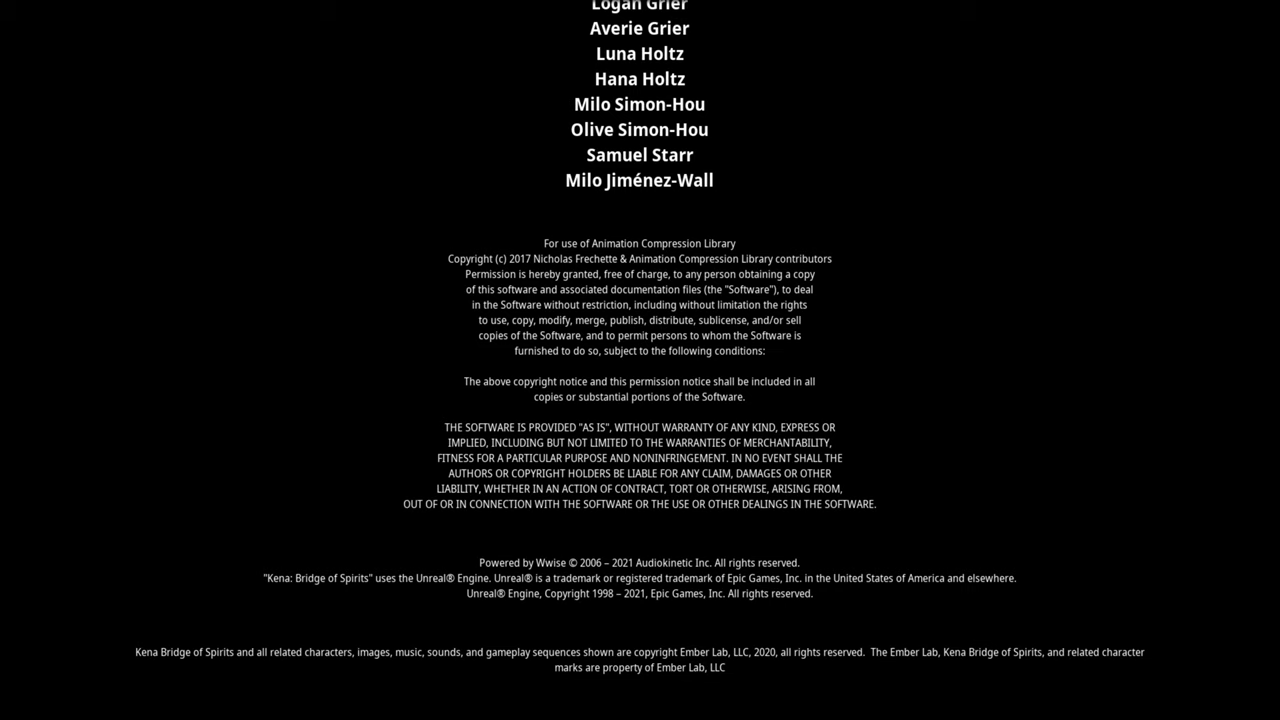 Logan Grier
Averie Grier
Luna Holtz
Hana Holtz
Milo Simon-Hou
Olive Simon-Hou
Samuel Starr
Milo Jiménez-Wall
For use of Animation Compression Library
Copyright (c) 2017 Nicholas Frechette & Animation Compression Library contributors
Permission is hereby granted, free of charge, to any person obtaining a copy
of this software and associated documentation files (the "Software"), to deal
in the Software without restriction, including without limitation the rights
to use, copy, modify, merge, publish, distribute, sublicense, and/or sell
copies of the Software, and to permit persons to whom the Software is
furnished to do so, subject to the following conditions:
The above copyright notice and this permission notice shall be included in all
copies or substantial portions of the Software.
THE SOFTWARE IS PROVIDED "AS IS", WITHOUT WARRANTY OF ANY KIND, EXPRESS OR
IMPLIED, INCLUDING BUT NOT LIMITED TO THE WARRANTIES OF MERCHANTABILITY,
FITNESS FOR A PARTICULAR PURPOSE AND NONINFRINGEMENT. IN NO EVENT SHALL THE
AUTHORS OR COPYRIGHT HOLDERS BE LIABLE FOR ANY CLAIM, DAMAGES OR OTHER
LIABILITY, WHETHER IN AN ACTION OF CONTRACT, TORT OR OTHERWISE, ARISING FROM,
OUT OF OR IN CONNECTION WITH THE SOFTWARE OR THE USE OR OTHER DEALINGS IN THE SOFTWARE.
Powered by Wwise © 2006 – 2021 Audiokinetic Inc. All rights reserved.
"Kena: Bridge of Spirits" uses the Unreal® Engine. Unreal® is a trademark or registered trademark of Epic Games, Inc. in the United States of America and elsewhere.
Unreal® Engine, Copyright 1998 – 2021, Epic Games, Inc. All rights reserved.
Kena Bridge of Spirits and all related characters, images, music, sounds, and gameplay sequences shown are copyright Ember Lab, LLC, 2020, all rights reserved.  The Ember Lab, Kena Bridge of Spirits, and related character
marks are property of Ember Lab, LLC